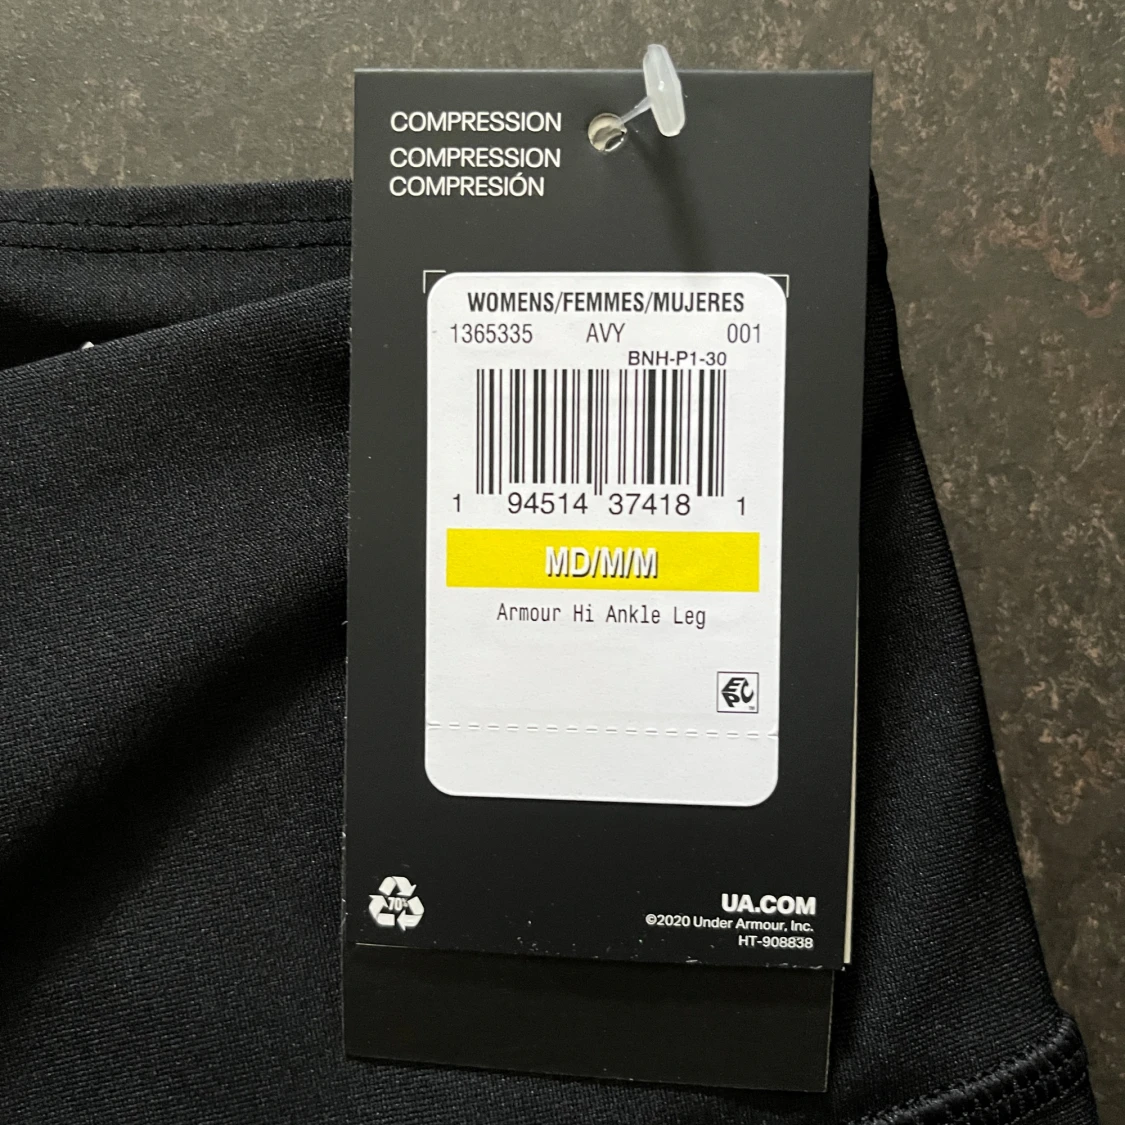 COMPRESSION
COMPRESSION
COMPRESIÓN
WOMENS/FEMMES/MUJERES
1365335 AVY 001
BNH-P1-30
1 94514 37418 1
MD/M/M
Armour Hi Ankle Leg
EPC
70%
UA.COM
©2020 Under Armour, Inc.
HT-908838